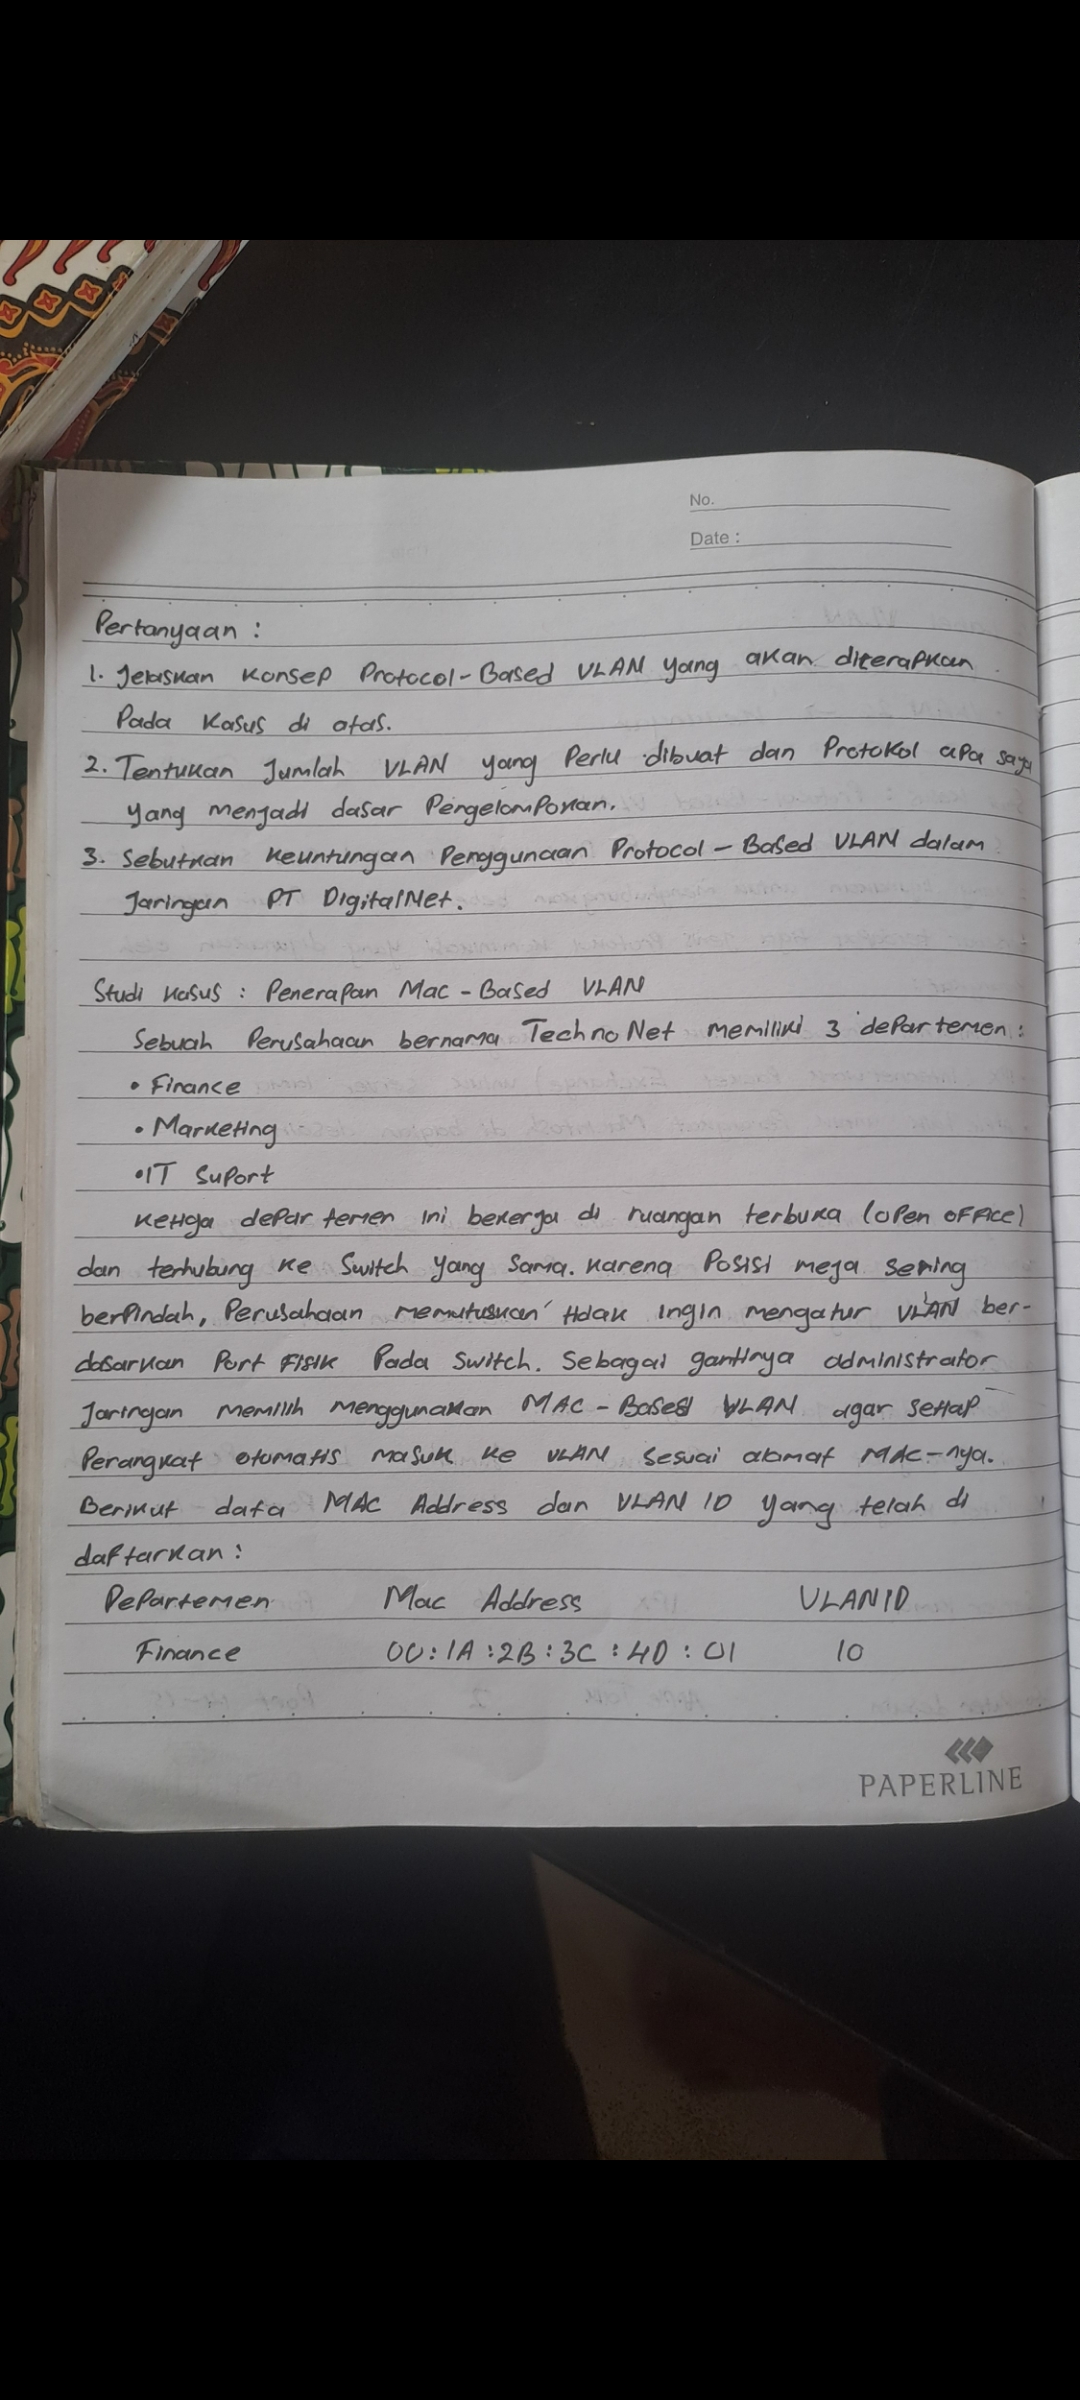 No.
Date :
Pertanyaan :
1. Jelaskan Konsep Protocol-Based VLAN yang akan diterapkan
Pada Kasus di atas.
2. Tentukan Jumlah VLAN yang Perlu dibuat dan Protokol apa saja
yang menjadi dasar Pengelompokan.
3. Sebutkan Keuntungan Penggunaan Protocol-Based VLAN dalam
Jaringan PT DigitalNet.
Studi Kasus : Penerapan Mac-Based VLAN
Sebuah Perusahaan bernama TechnoNet memiliki 3 departemen :
• Finance
• Marketing
• IT Suport
Ketiga departemen ini bekerja di ruangan terbuka (open office)
dan terhubung ke Switch yang Sama. Karena Posisi meja sering
berpindah, Perusahaan memutuskan tidak ingin mengatur VLAN ber-
dasarkan Port Fisik Pada Switch. Sebagai gantinya administrator
Jaringan memilih menggunakan MAC-Based VLAN agar setiap
Perangkat otomatis masuk ke VLAN sesuai alamat MAC-nya.
Berikut data MAC Address dan VLAN ID yang telah di
daftarkan :
Departemen Mac Address VLAN ID
Finance 00:1A:2B:3C:4D:01 10
PAPERLINE